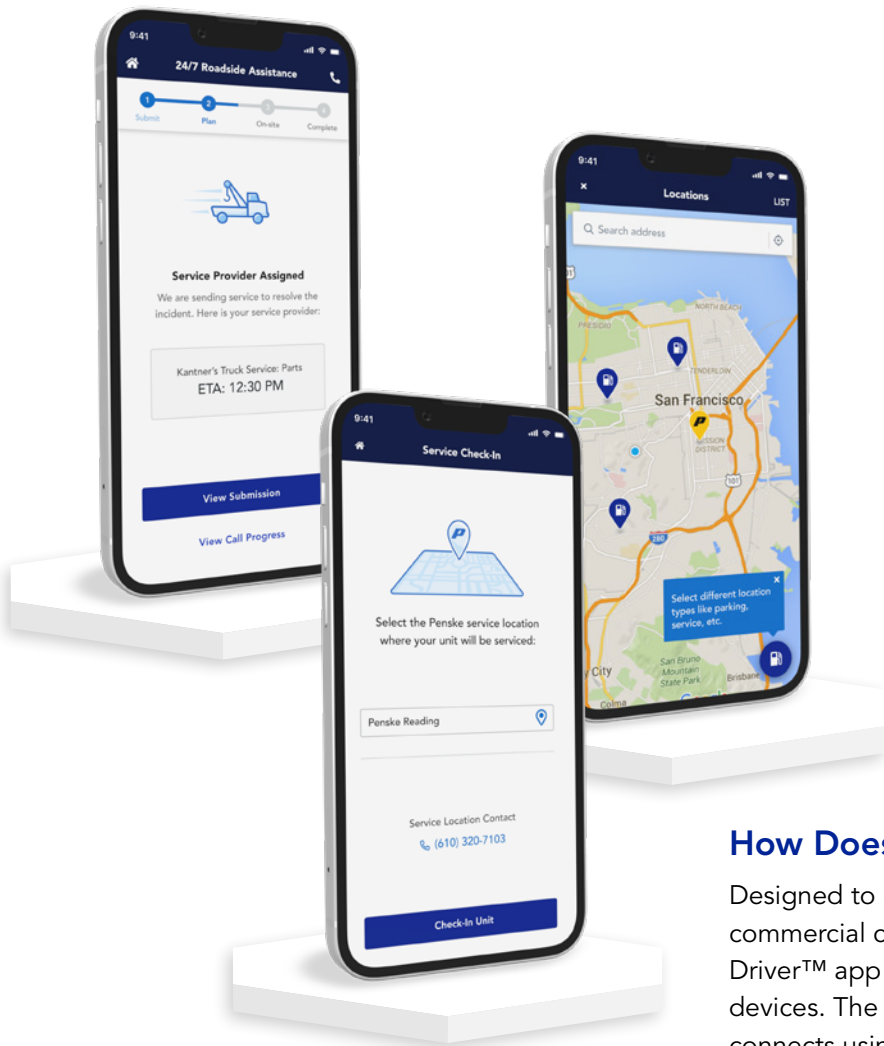 9:41
24/7 Roadside Assistance
1
2
3
4
Submit
Plan
On-site
Complete
Service Provider Assigned
We are sending service to resolve the
incident. Here is your service provider:
Kantner's Truck Service: Parts
ETA: 12:30 PM
View Submission
View Call Progress
9:41
Locations
LIST
Search address
101
NORTH BEACH
PRESIDIO
TENDERLOIN
San Francisco
P
MISSION
DISTRICT
101
280
Select different location
types like parking,
service, etc.
San Bruno
Mountain
State Park
Brisbane
y City
Colma
9:41
Service Check-In
P
Select the Penske service location
where your unit will be serviced:
Penske Reading
Service Location Contact
(610) 320-7103
Check-In Unit
How Does
Designed to
commercial
Driver™ app
devices. The
connects usin